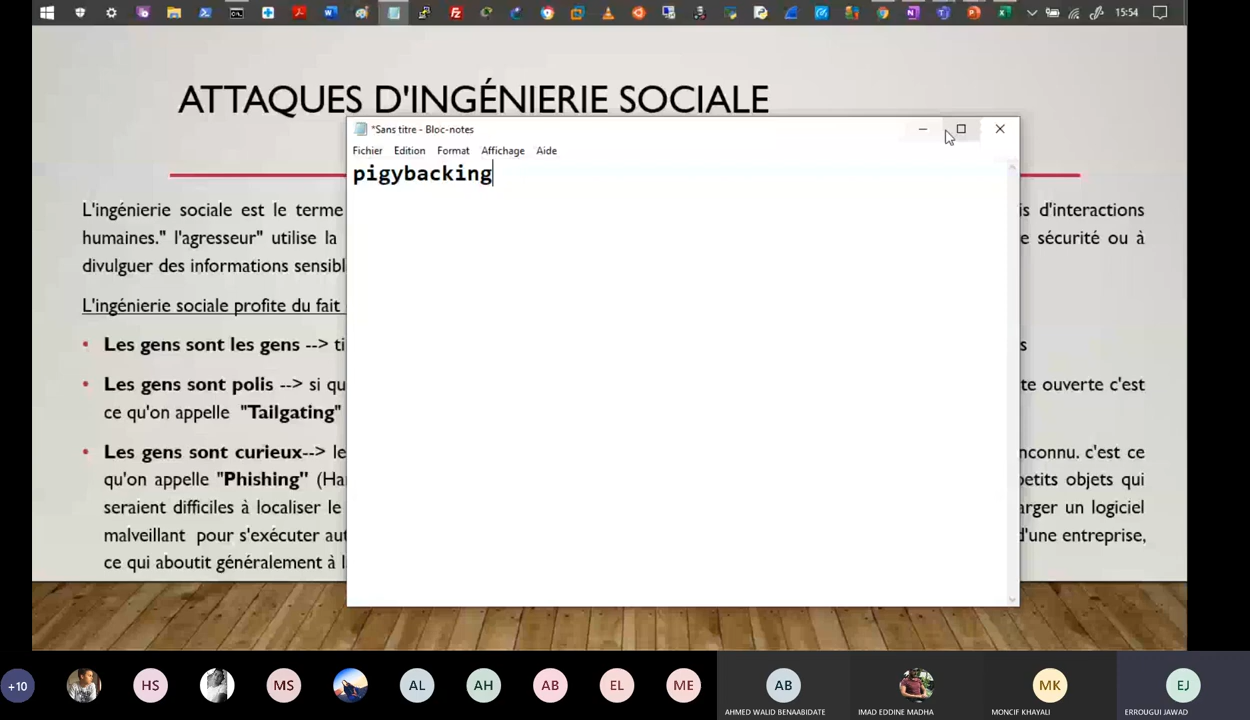 15:54
ATTAQUES D'INGÉNIERIE SOCIALE
*Sans titre - Bloc-notes
Fichier Edition Format Affichage Aide
pigybacking
L'ingénierie sociale est le terme
is d'interactions
humaines." l'agresseur" utilise la
e sécurité ou à
divulguer des informations sensibl
L'ingénierie sociale profite du fait
• Les gens sont les gens --> ti
s
• Les gens sont polis --> si qu
te ouverte c'est
ce qu'on appelle "Tailgating"
• Les gens sont curieux--> le
nconnu. c'est ce
qu'on appelle "Phishing" (Ha
petits objets qui
seraient difficiles à localiser le
arger un logiciel
malveillant pour s'exécuter aut
d'une entreprise,
ce qui aboutit généralement à l
+10 HS MS AL AH AB EL ME AB MK EJ
AHMED WALID BENAABIDATE IMAD EDDINE MADHA MONCIF KHAYALI ERROUGUI JAWAD